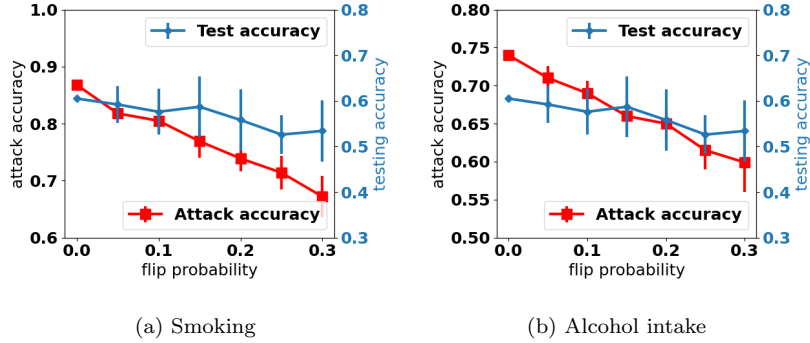 1.0
0.9
0.8
0.7
0.6
attack accuracy
Test accuracy
Attack accuracy
0.8
0.7
0.6
0.5
0.4
0.3
testing accuracy
0.0 0.1 0.2 0.3
flip probability
(a) Smoking
0.80
0.75
0.70
0.65
0.60
0.55
0.50
attack accuracy
Test accuracy
Attack accuracy
0.8
0.7
0.6
0.5
0.4
0.3
testing accuracy
0.0 0.1 0.2 0.3
flip probability
(b) Alcohol intake